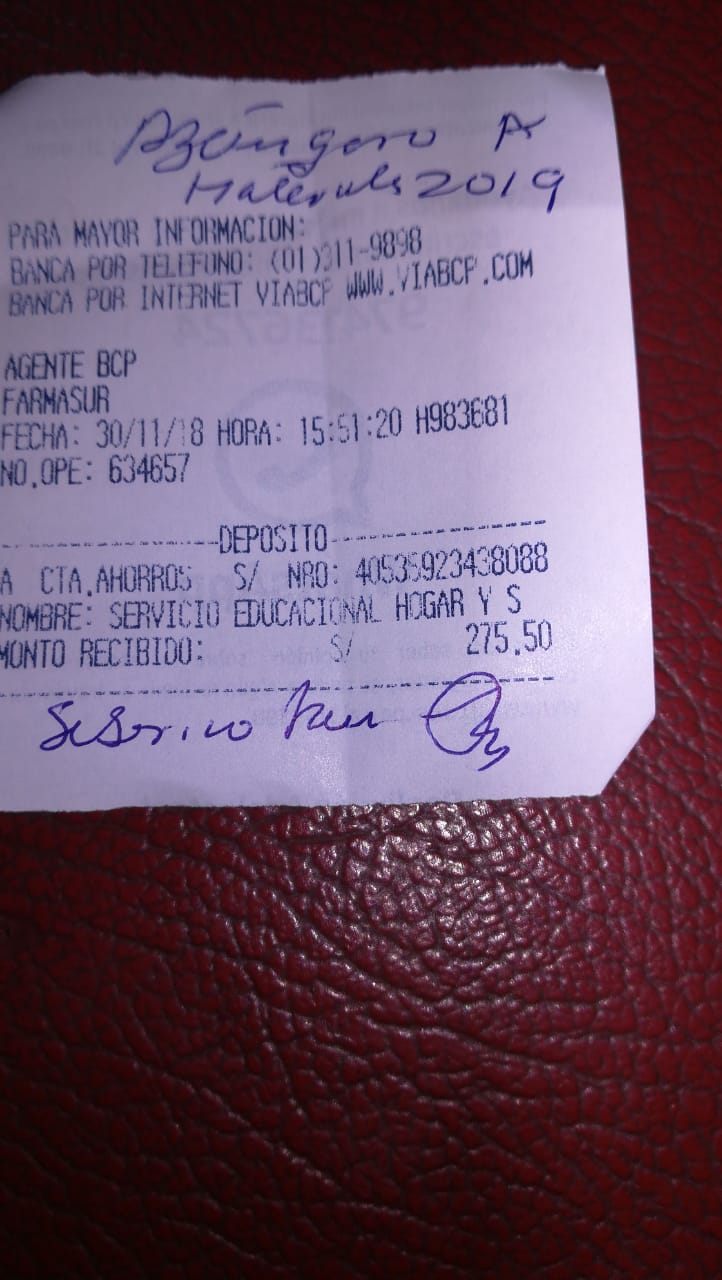 Azángaro A
Materials 2019
PARA MAYOR INFORMACION:
BANCA POR TELEFONO: (01)311-9898
BANCA POR INTERNET VIABCP WWW.VIABCP.COM
AGENTE BCP
FARMASUR
FECHA: 30/11/18 HORA: 15:51:20 H983681
NO.OPE: 634657
DEPOSITO
A CTA.AHORROS S/ NRO: 40535923438088
NOMBRE: SERVICIO EDUCACIONAL HOGAR Y S
MONTO RECIBIDO: S/ 275.50